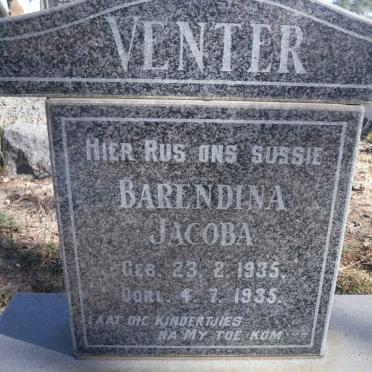 VENTER
HIER RUS ONS SUSSIE
BARENDINA
JACOBA
GEB. 23. 2. 1935.
OORL. 4. 7. 1935.
LAAT DIE KINDERTJIES
NA MY TOE KOM